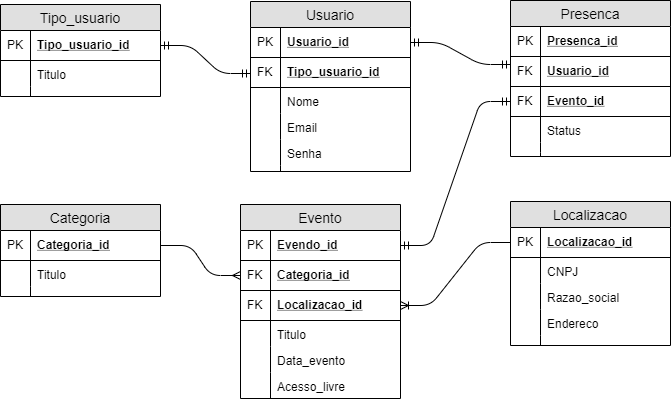 Tipo_usuario
PK Tipo_usuario_id
Titulo
Usuario
PK Usuario_id
FK Tipo_usuario_id
Nome
Email
Senha
Presenca
PK Presenca_id
FK Usuario_id
FK Evento_id
Status
Categoria
PK Categoria_id
Titulo
Evento
PK Evendo_id
FK Categoria_id
FK Localizacao_id
Titulo
Data_evento
Acesso_livre
Localizacao
PK Localizacao_id
CNPJ
Razao_social
Endereco